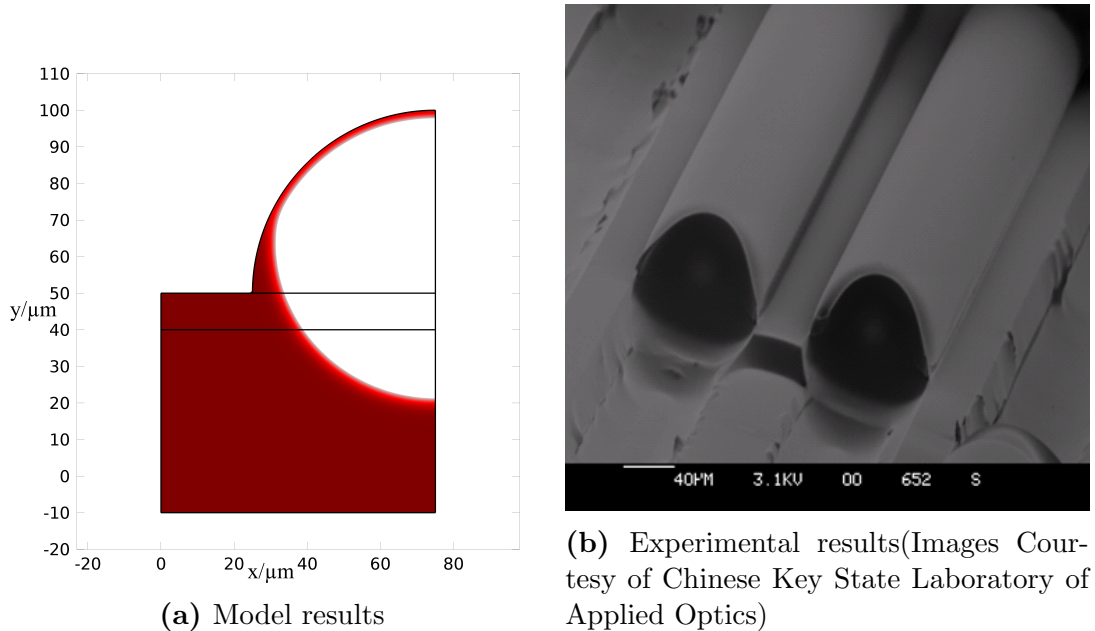 110
100
90
80
70
60
50
y/μm
40
30
20
10
0
-10
-20
-20 0 20 40 60 80
x/μm
(a) Model results
40µM 3.1KV 00 652 S
(b) Experimental results(Images Cour-
tesy of Chinese Key State Laboratory of
Applied Optics)